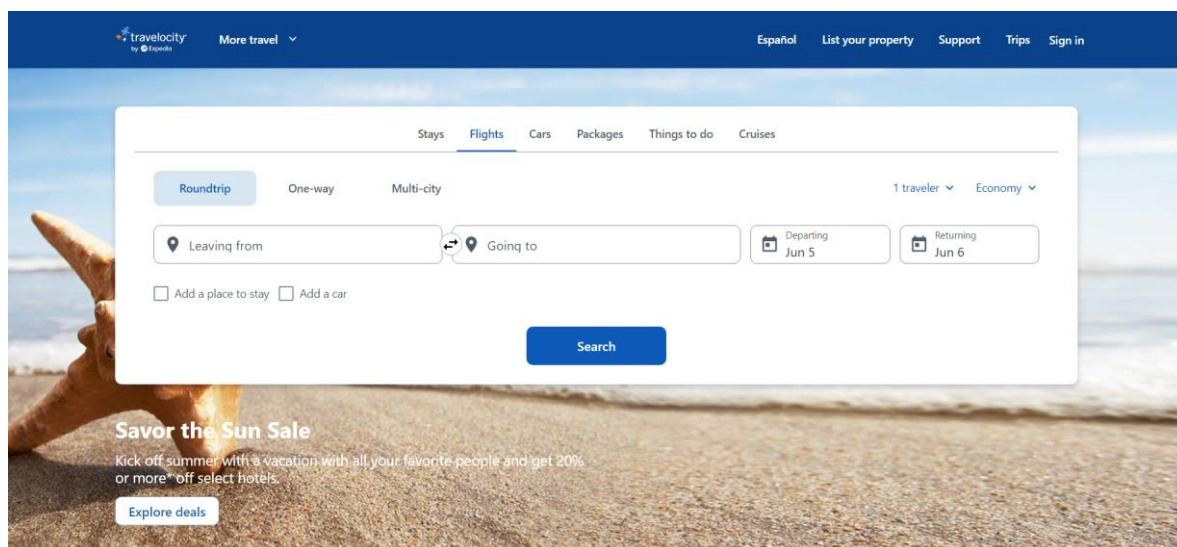 travelocity
by Expedia
More travel
Español
List your property
Support
Trips
Sign in
Stays
Flights
Cars
Packages
Things to do
Cruises
Roundtrip
One-way
Multi-city
1 traveler
Economy
Leaving from
Going to
Departing
Jun 5
Returning
Jun 6
Add a place to stay
Add a car
Search
Savor the Sun Sale
Kick off summer with a vacation with all your favorite people and get 20%
or more* off select hotels.
Explore deals